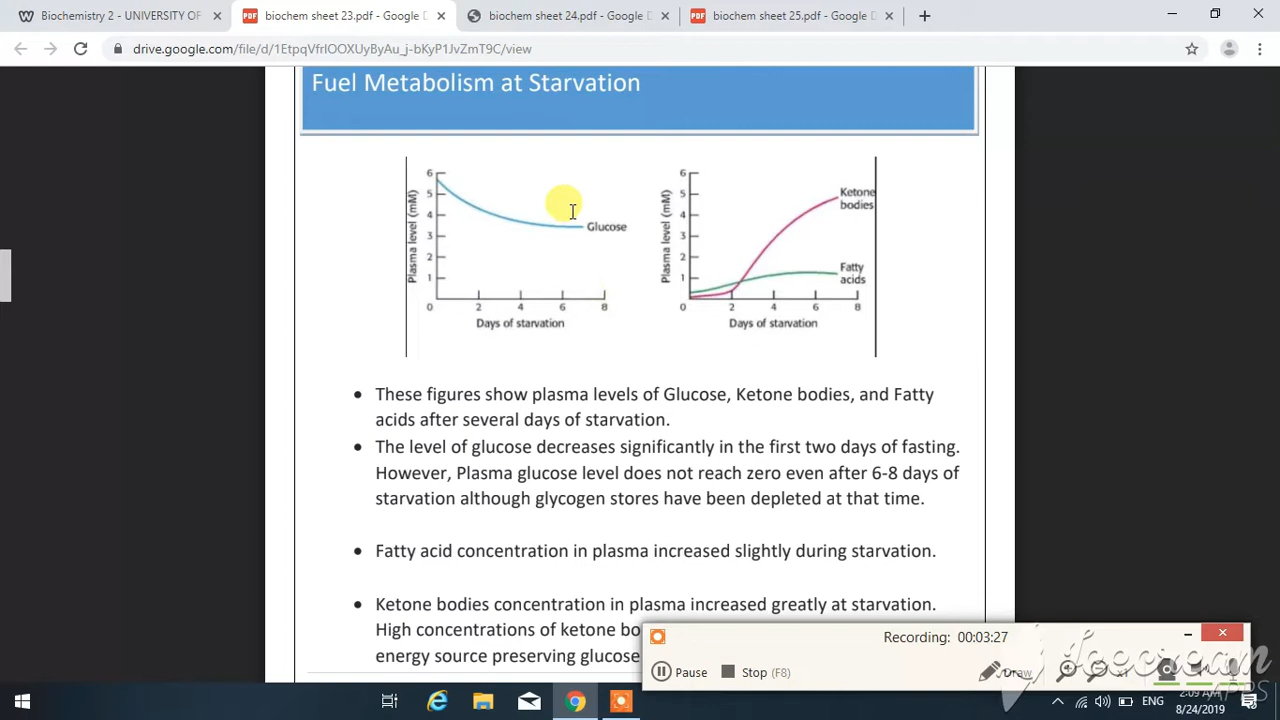 Biochemistry 2 - UNIVERSITY OF
biochem sheet 23.pdf - Google D
biochem sheet 24.pdf - Google D
biochem sheet 25.pdf - Google D
drive.google.com/file/d/1EtpqVfrIOOXUyByAu_j-bKyP1JvZmT9C/view
Fuel Metabolism at Starvation
6
5
4
3
2
1
0
2
4
6
8
Plasma level (mM)
Days of starvation
Glucose
6
5
4
3
2
1
0
2
4
6
8
Plasma level (mM)
Days of starvation
Ketone
bodies
Fatty
acids
These figures show plasma levels of Glucose, Ketone bodies, and Fatty
acids after several days of starvation.
The level of glucose decreases significantly in the first two days of fasting.
However, Plasma glucose level does not reach zero even after 6-8 days of
starvation although glycogen stores have been depleted at that time.
Fatty acid concentration in plasma increased slightly during starvation.
Ketone bodies concentration in plasma increased greatly at starvation.
High concentrations of ketone bo
energy source preserving glucose
Recording: 00:03:27
Pause
Stop (F8)
Draw
x1
Icecream
APPS
ENG
2:09 AM
8/24/2019